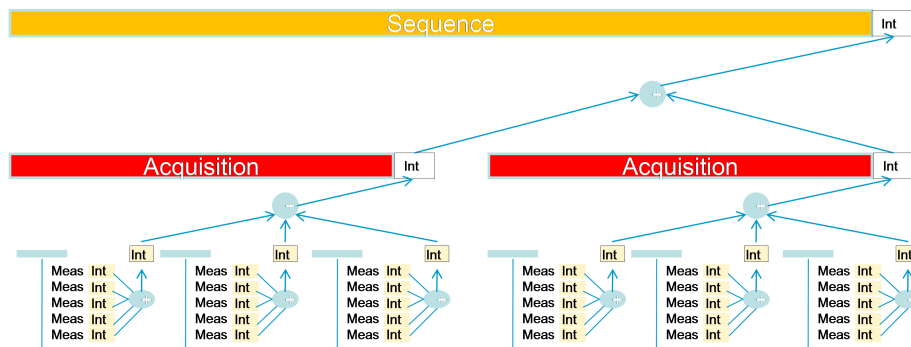 Sequence Int
Acquisition Int Acquisition Int
Int Int Int Int Int Int
Meas Int Meas Int Meas Int Meas Int Meas Int Meas Int
Meas Int Meas Int Meas Int Meas Int Meas Int Meas Int
Meas Int Meas Int Meas Int Meas Int Meas Int Meas Int
Meas Int Meas Int Meas Int Meas Int Meas Int Meas Int
Meas Int Meas Int Meas Int Meas Int Meas Int Meas Int